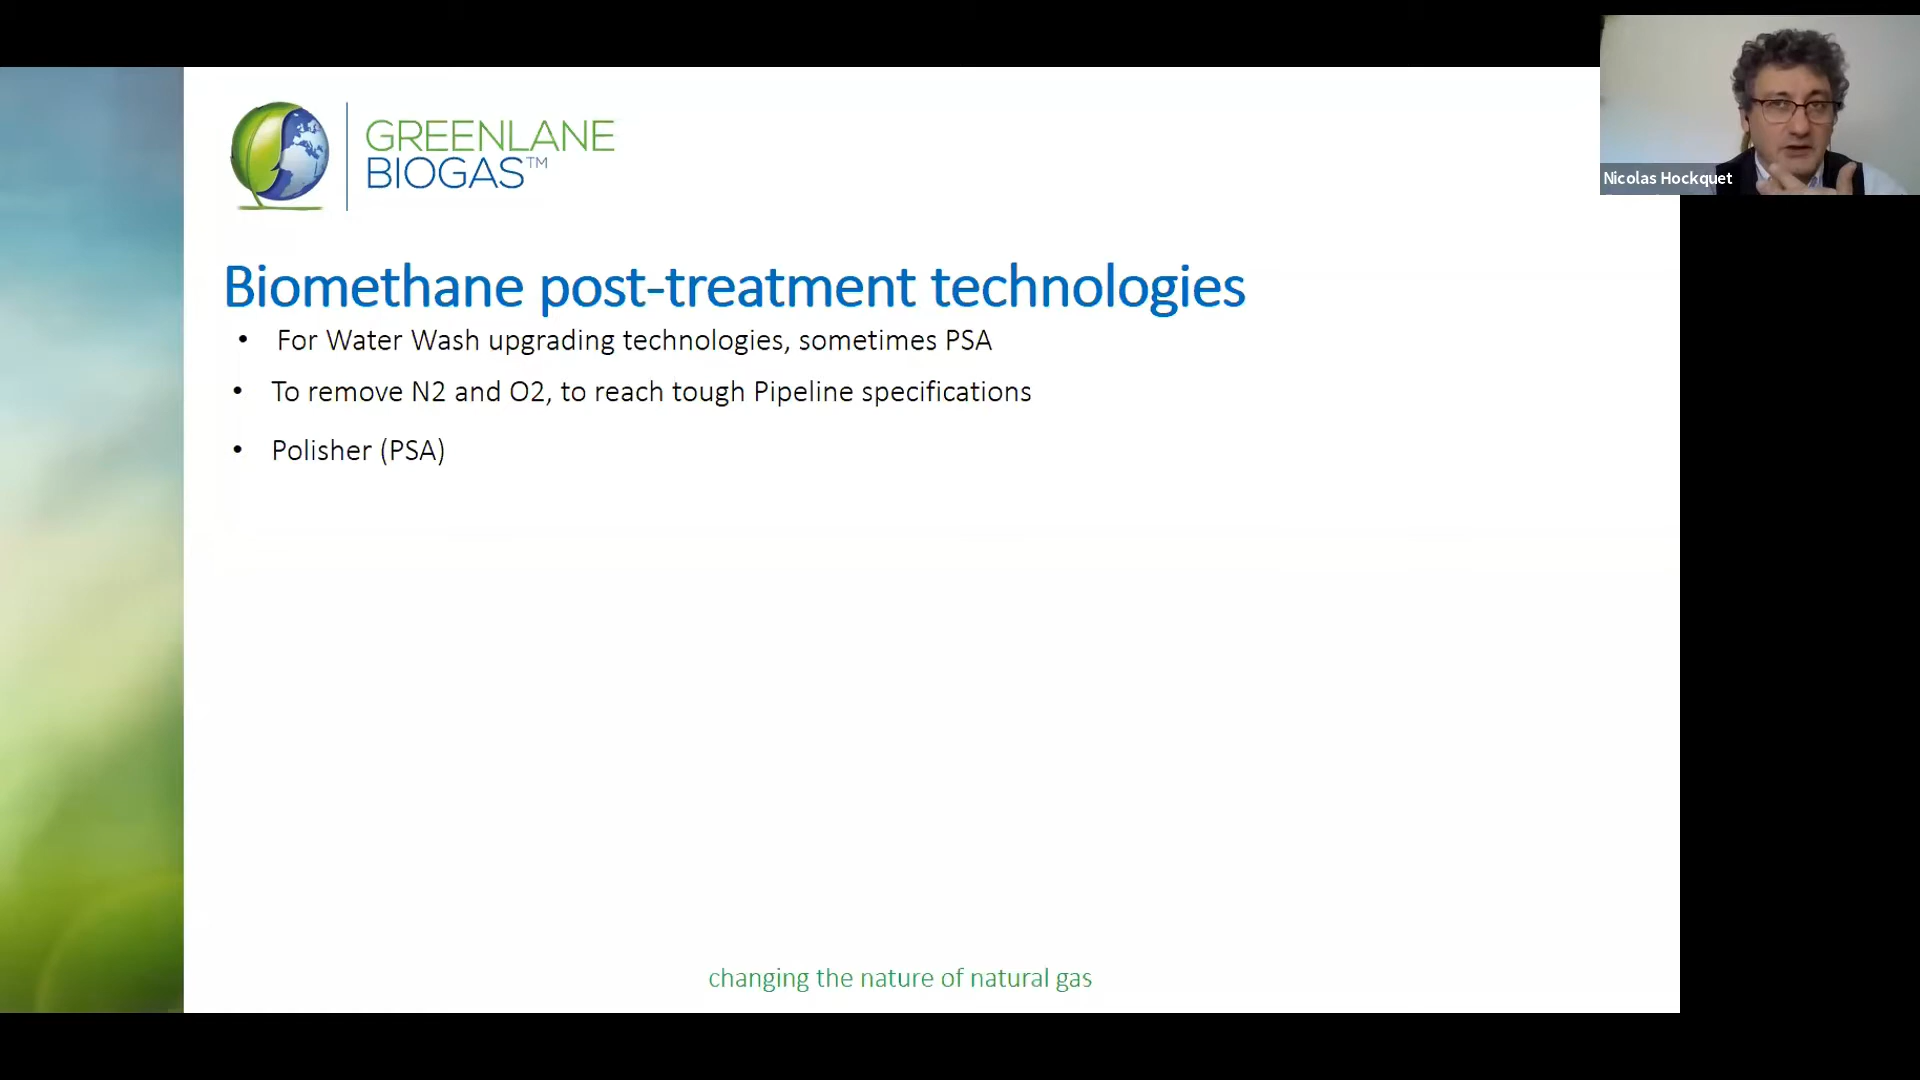 GREENLANE
BIOGAS™
Nicolas Hockquet
Biomethane post-treatment technologies
• For Water Wash upgrading technologies, sometimes PSA
• To remove N2 and O2, to reach tough Pipeline specifications
• Polisher (PSA)
changing the nature of natural gas